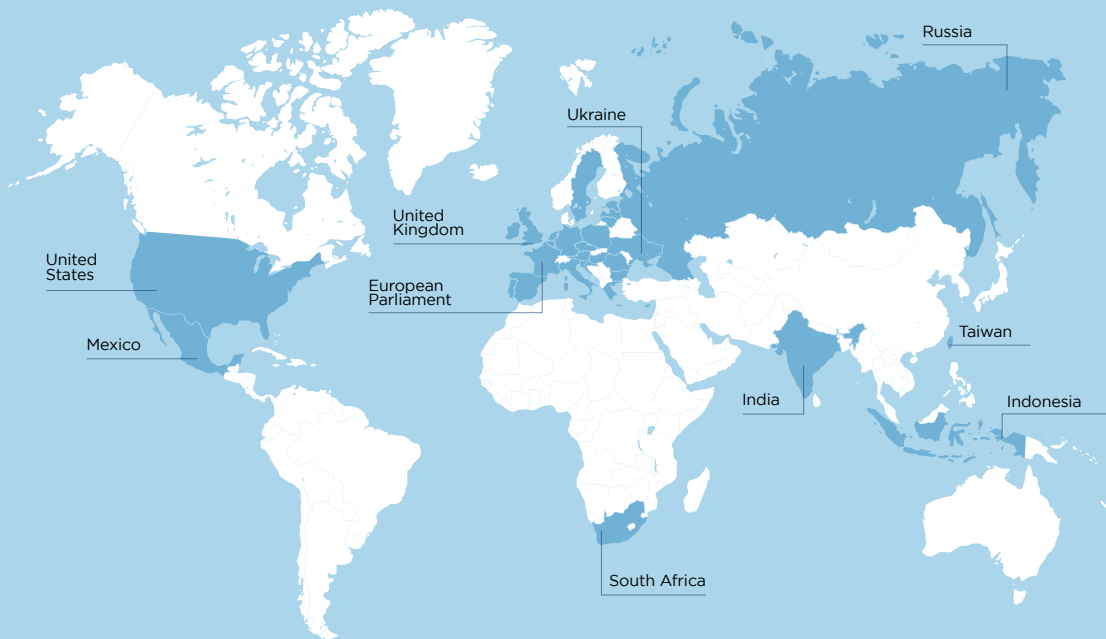 Russia
Ukraine
United
Kingdom
United
States
European
Parliament
Taiwan
Mexico
India
Indonesia
South Africa